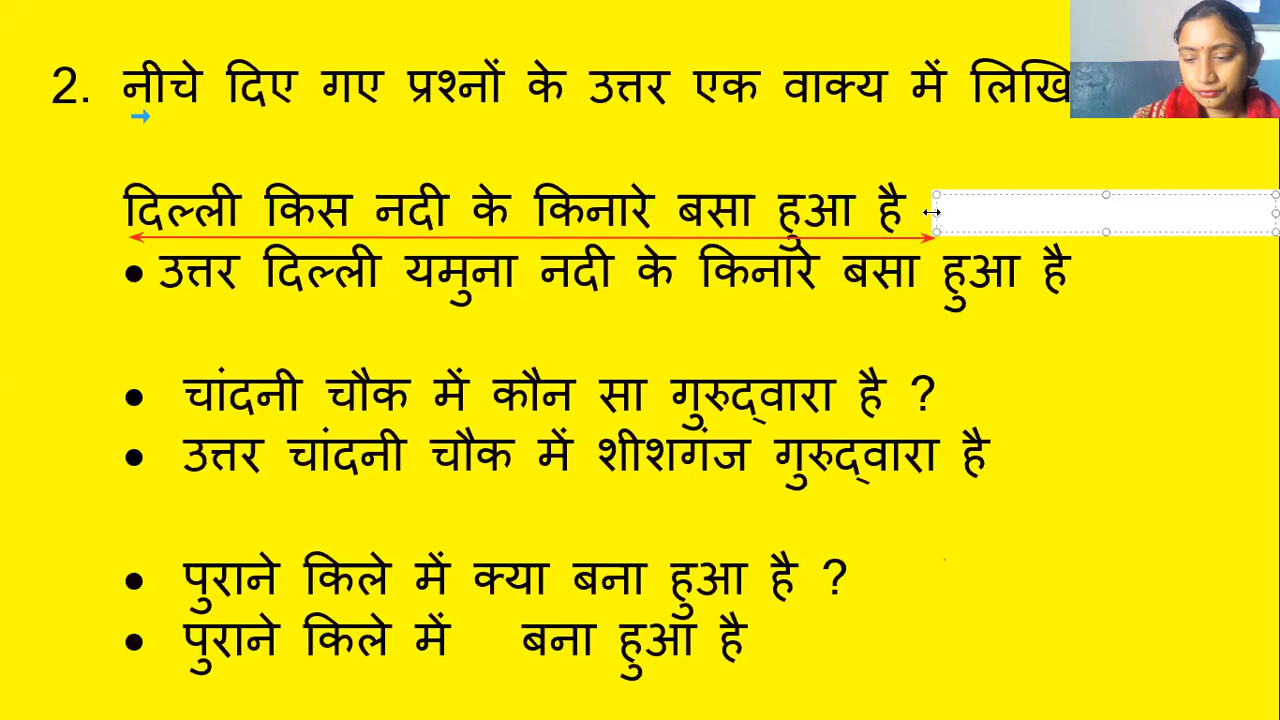 2. नीचे दिए गए प्रश्नों के उत्तर एक वाक्य में लिखि
दिल्ली किस नदी के किनारे बसा हुआ है
• उत्तर दिल्ली यमुना नदी के किनारे बसा हुआ है
• चांदनी चौक में कौन सा गुरुद्वारा है ?
• उत्तर चांदनी चौक में शीशगंज गुरुद्वारा है
• पुराने किले में क्या बना हुआ है ?
• पुराने किले में बना हुआ है